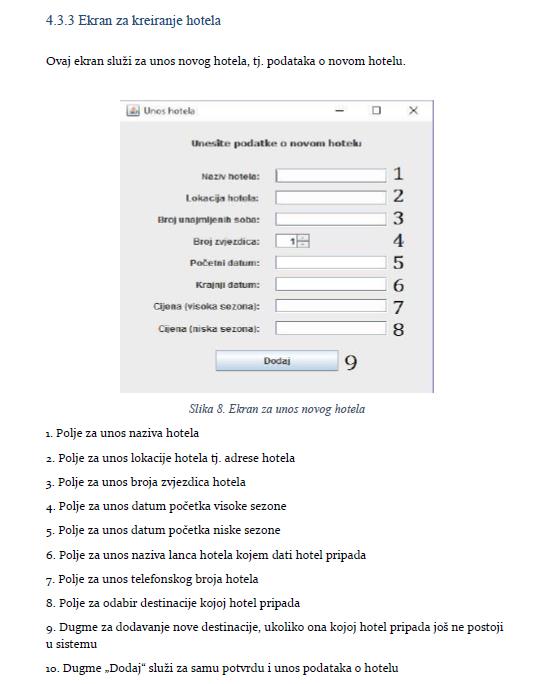 4.3.3 Ekran za kreiranje hotela
Ovaj ekran služi za unos novog hotela, tj. podataka o novom hotelu.
Unos hotela
Unesite podatke o novom hotelu
Naziv hotela: 1
Lokacija hotela: 2
Broj unajmljenih soba: 3
Broj zvjezdica: 1 4
Početni datum: 5
Krajnji datum: 6
Cijena (visoka sezona): 7
Cijena (niska sezona): 8
Dodaj 9
Slika 8. Ekran za unos novog hotela
1. Polje za unos naziva hotela
2. Polje za unos lokacije hotela tj. adrese hotela
3. Polje za unos broja zvjezdica hotela
4. Polje za unos datum početka visoke sezone
5. Polje za unos datum početka niske sezone
6. Polje za unos naziva lanca hotela kojem dati hotel pripada
7. Polje za unos telefonskog broja hotela
8. Polje za odabir destinacije kojoj hotel pripada
9. Dugme za dodavanje nove destinacije, ukoliko ona kojoj hotel pripada još ne postoji
u sistemu
10. Dugme „Dodaj“ služi za samu potvrdu i unos podataka o hotelu